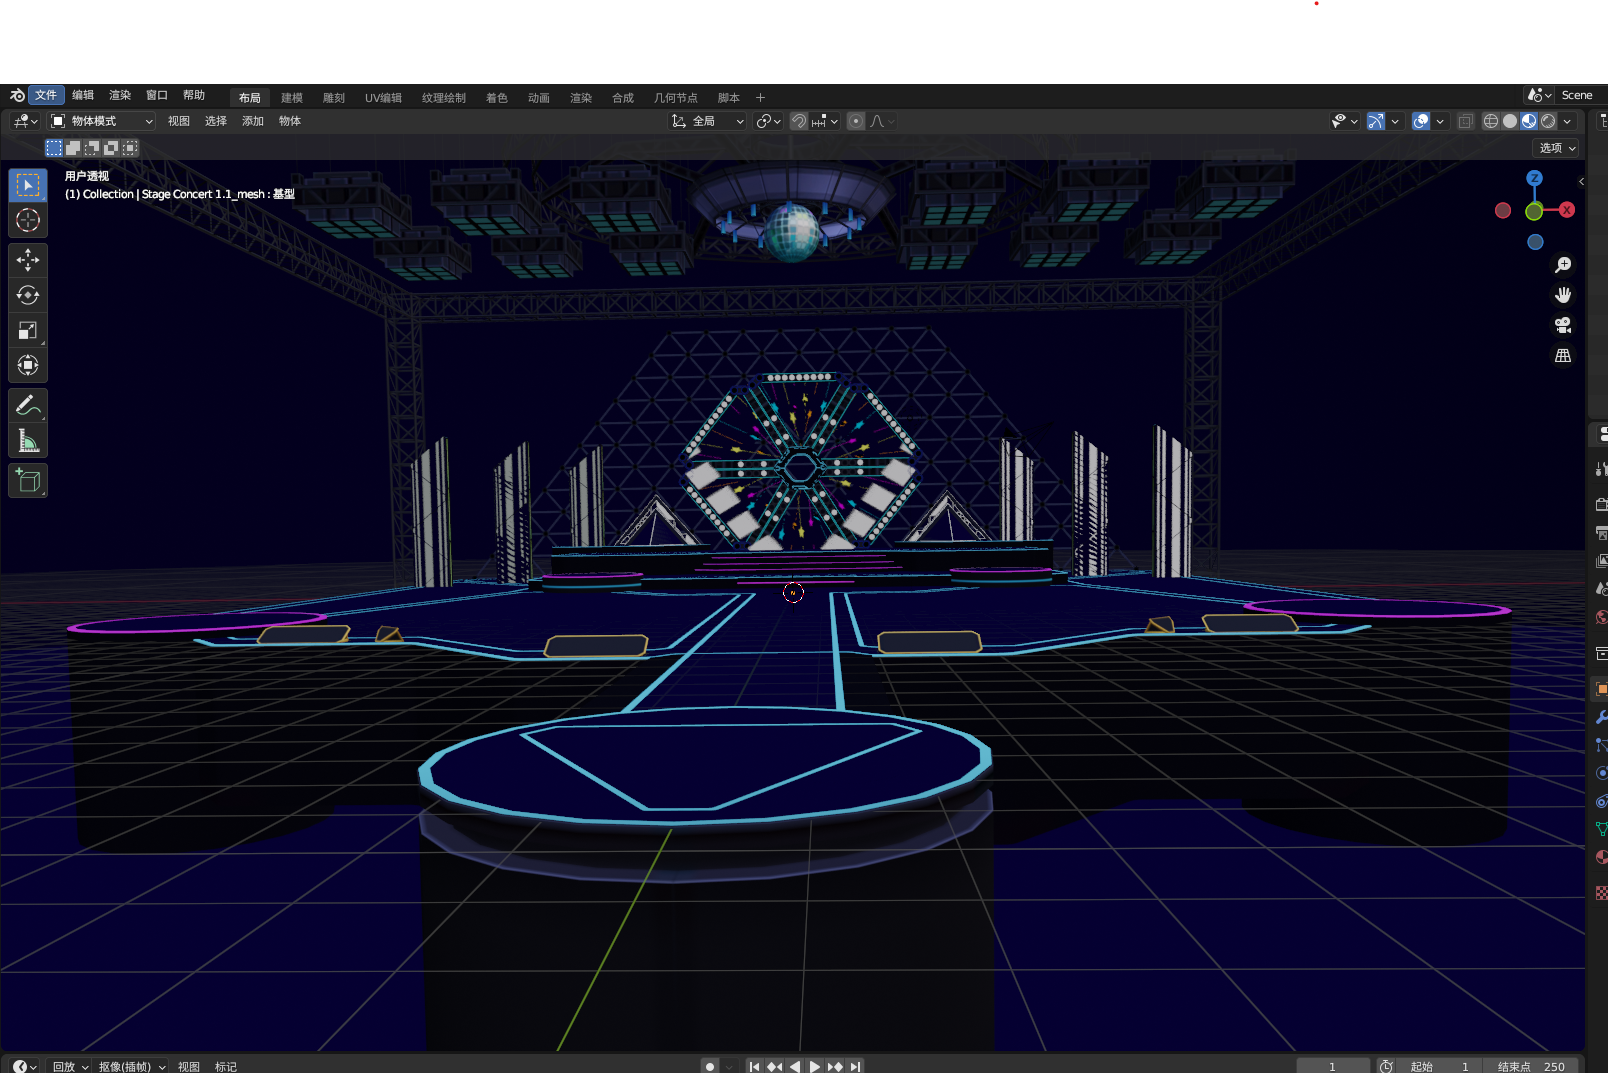 文件 编辑 渲染 窗口 帮助 布局 建模 雕刻 UV编辑 纹理绘制 着色 动画 渲染 合成 几何节点 脚本 + Scene
物体模式 视图 选择 添加 物体 全局
选项
用户透视
(1) Collection | Stage Concert 1.1_mesh : 基型
Z
X
回放 抠像(插帧) 视图 标记 1 起始 1 结束点 250